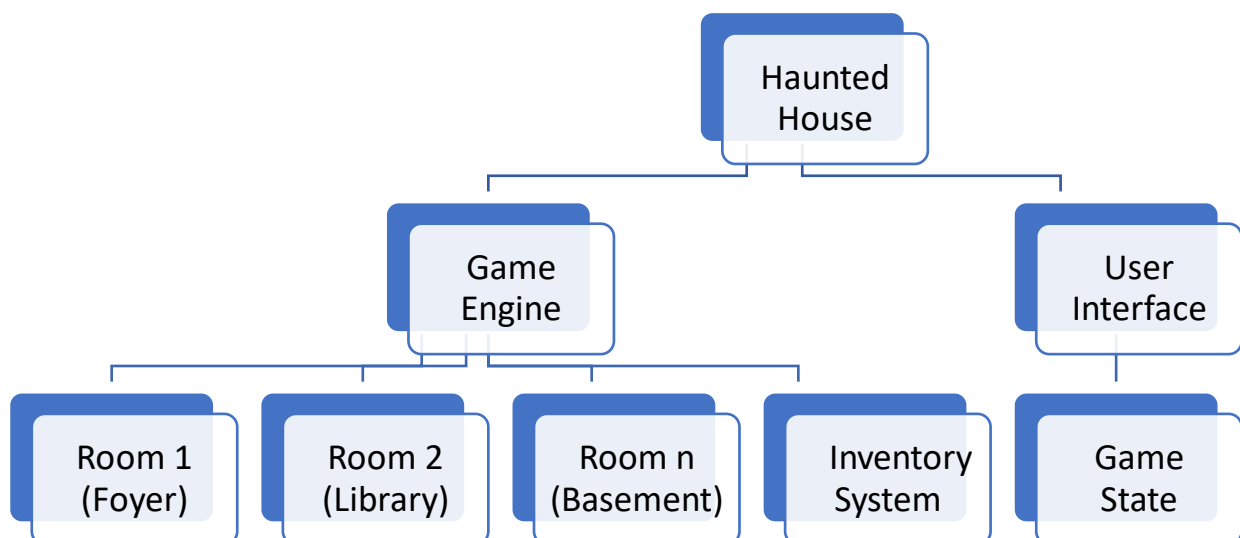 Haunted
House
Game
Engine
User
Interface
Room 1
(Foyer)
Room 2
(Library)
Room n
(Basement)
Inventory
System
Game
State